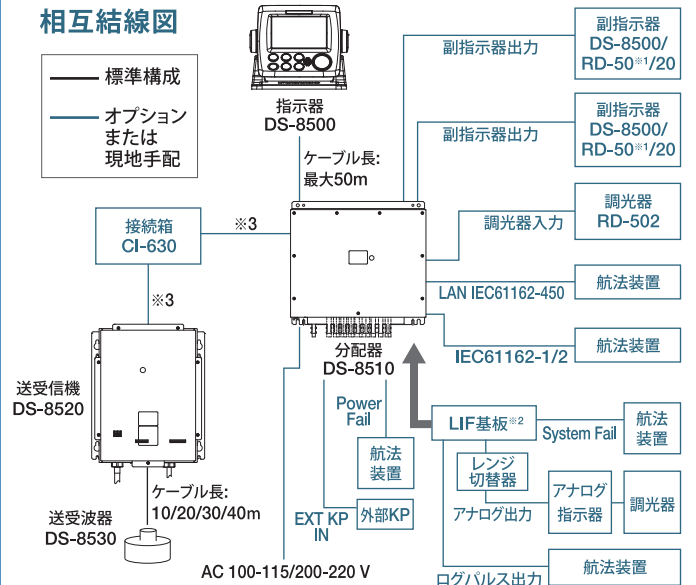 相互結線図
標準構成
オプション
または
現地手配
指示器
DS-8500
ケーブル長:
最大50m
副指示器出力
副指示器
DS-8500/
RD-50※1/20
副指示器出力
副指示器
DS-8500/
RD-50※1/20
調光器入力
調光器
RD-502
LAN IEC61162-450
航法装置
IEC61162-1/2
航法装置
接続箱
CI-630
※3
※3
分配器
DS-8510
送受信機
DS-8520
ケーブル長:
10/20/30/40m
送受波器
DS-8530
Power
Fail
航法
装置
EXT KP
IN
外部KP
AC 100-115/200-220 V
LIF基板※2
System Fail
航法
装置
レンジ
切替器
アナログ出力
アナログ
指示器
調光器
ログパルス出力
航法装置